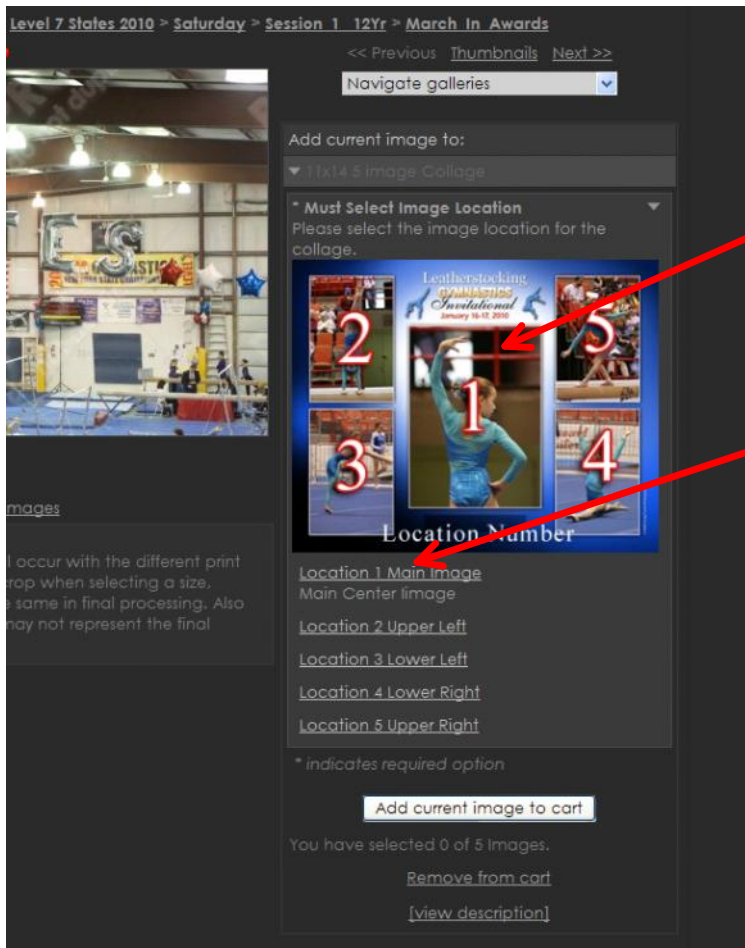 Level 7 States 2010 > Saturday > Session 1 12Yr > March In Awards
<< Previous Thumbnails Next >>
Navigate galleries
Add current image to:
11x14 5 Image Collage
* Must Select Image Location
Please select the image location for the
collage.
Leatherstocking
GYMNASTICS
Invitational
January 16-17, 2010
2
5
1
3
4
Location Number
Location 1 Main Image
Main Center Iimage
Location 2 Upper Left
Location 3 Lower Left
Location 4 Lower Right
Location 5 Upper Right
* indicates required option
Add current image to cart
You have selected 0 of 5 Images.
Remove from cart
[view description]
TES
mages
l occur with the different print
crop when selecting a size,
e same in final processing. Also
may not represent the final